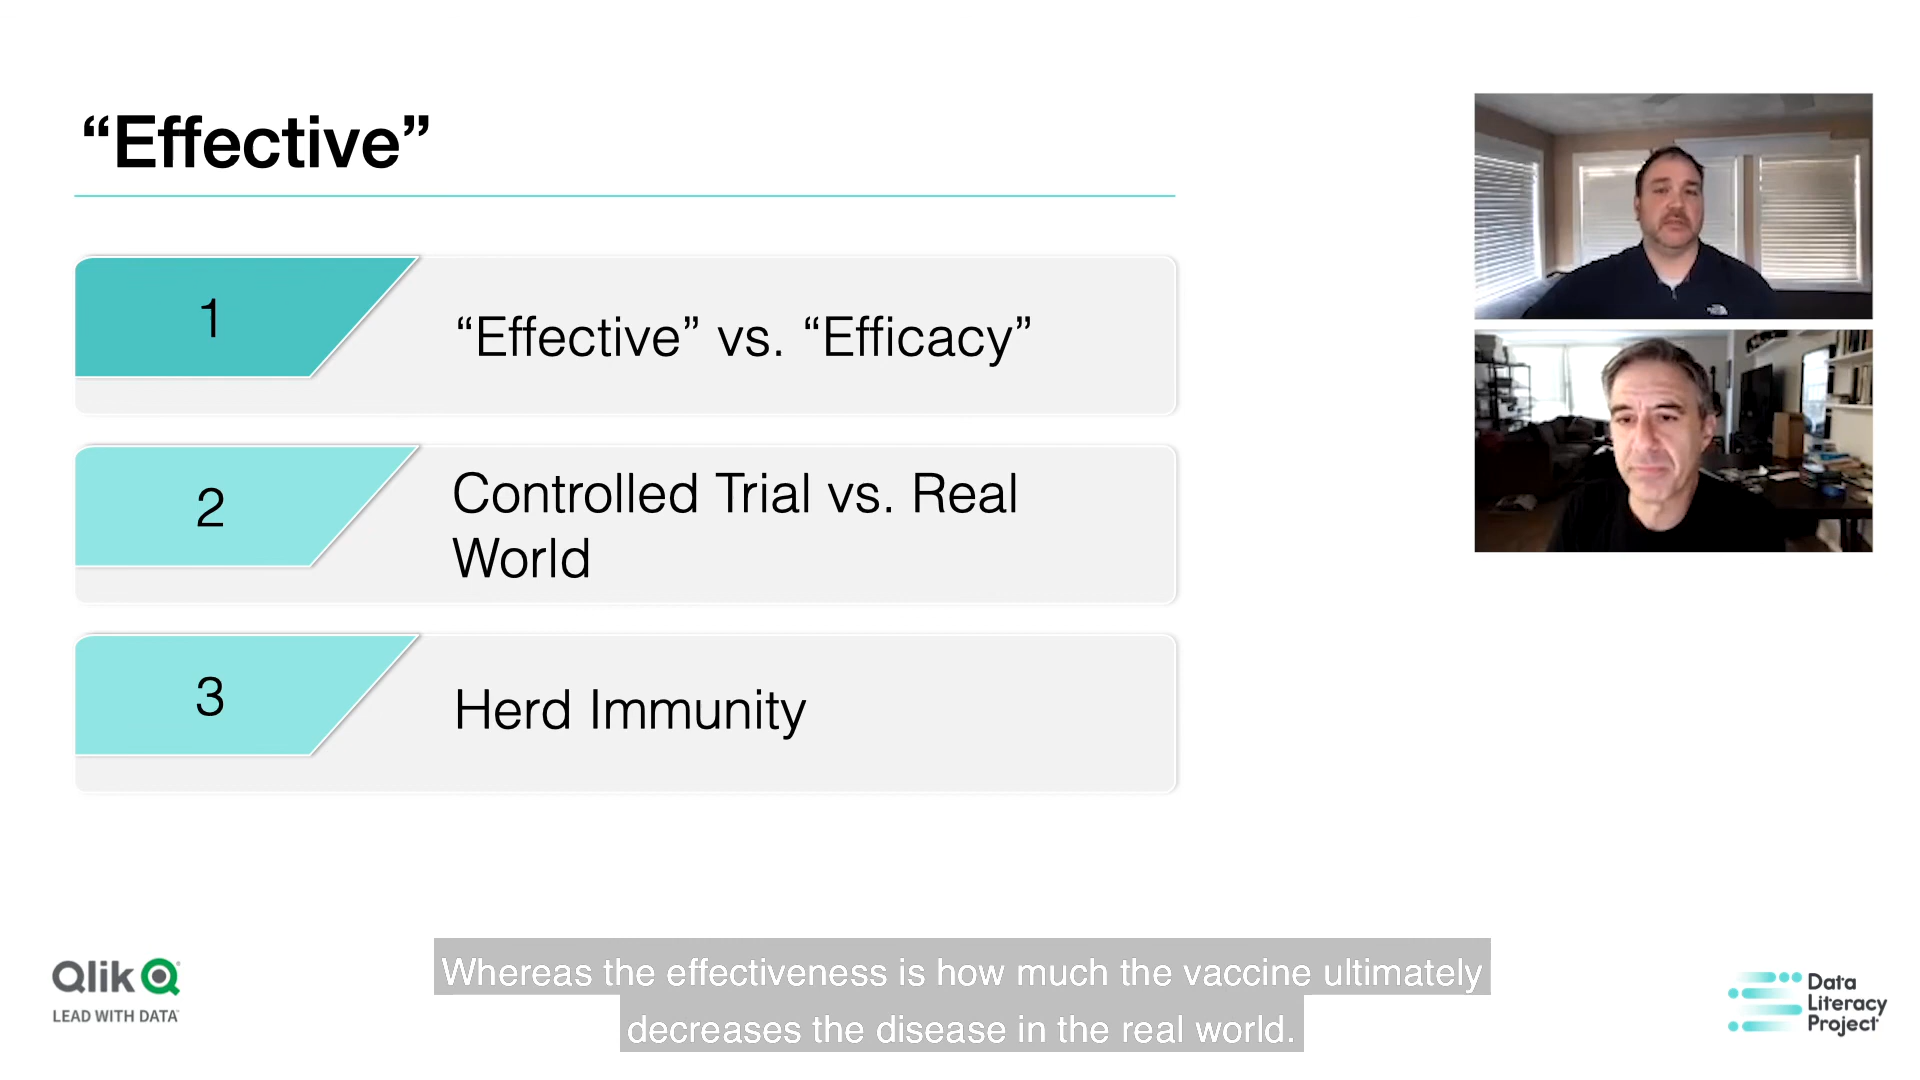 “Effective”
1
“Effective” vs. “Efficacy”
2
Controlled Trial vs. Real
World
3
Herd Immunity
Qlik
LEAD WITH DATA
Whereas the effectiveness is how much the vaccine ultimately
decreases the disease in the real world.
Data
Literacy
Project